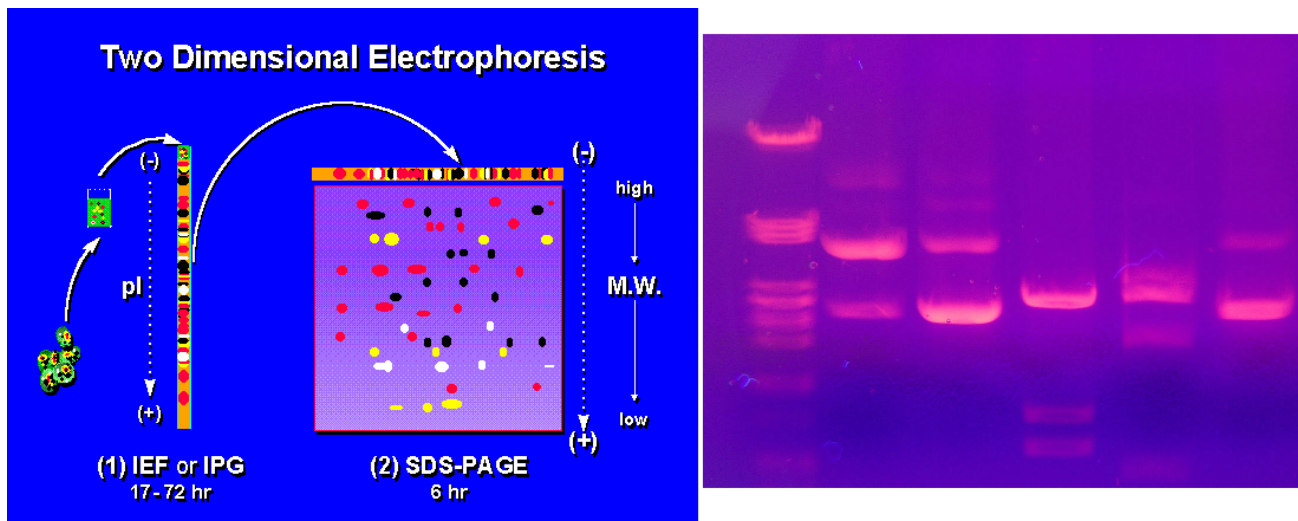 Two Dimensional Electrophoresis
(-)
pI
(+)
(-)
high
M.W.
low
(+)
(1) IEF or IPG
17-72 hr
(2) SDS-PAGE
6 hr